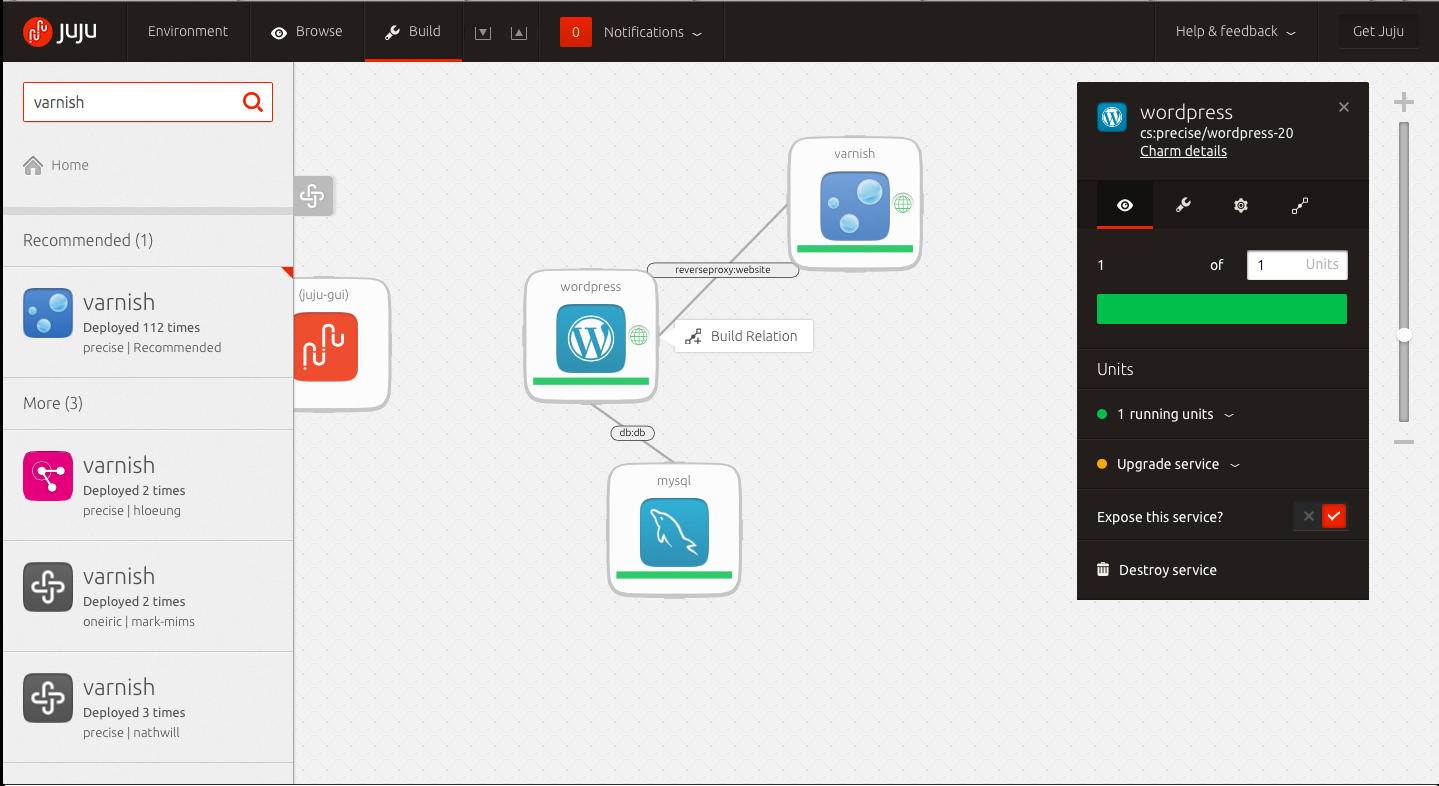 juju
Environment
Browse
Build
0
Notifications
Help & feedback
Get Juju
varnish
Home
Recommended (1)
varnish
Deployed 112 times
precise | Recommended
More (3)
varnish
Deployed 2 times
precise | hloeung
varnish
Deployed 2 times
oneiric | mark-mims
varnish
Deployed 3 times
precise | nathwill
(juju-gui)
varnish
reverseproxy:website
wordpress
Build Relation
db:db
mysql
wordpress
cs:precise/wordpress-20
Charm details
1 of 1 Units
Units
1 running units
Upgrade service
Expose this service?
Destroy service